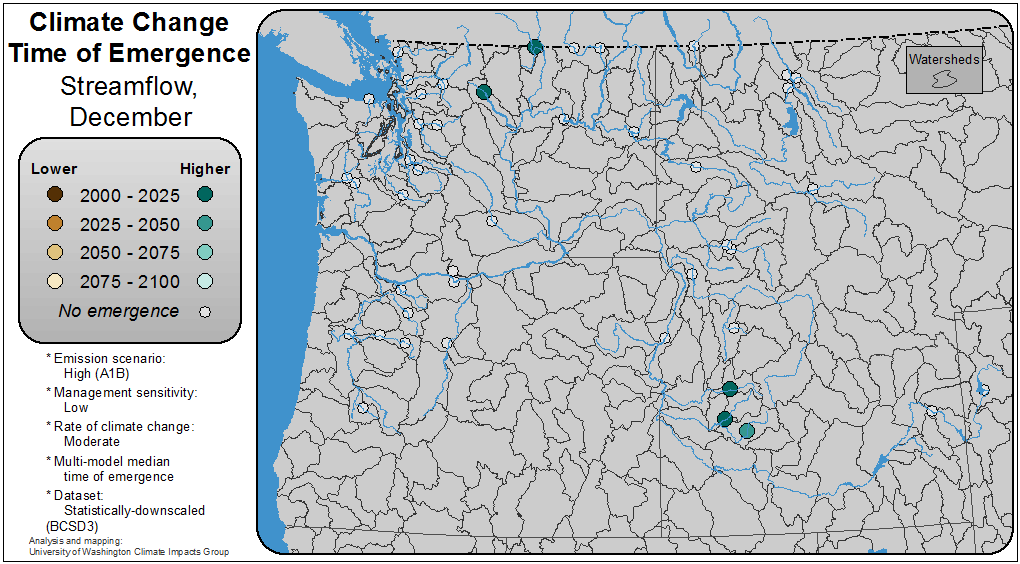 Climate Change
Time of Emergence
Streamflow,
December
Lower Higher
2000 - 2025
2025 - 2050
2050 - 2075
2075 - 2100
No emergence
* Emission scenario:
High (A1B)
* Management sensitivity:
Low
* Rate of climate change:
Moderate
* Multi-model median
time of emergence
* Dataset:
Statistically-downscaled
(BCSD3)
Analysis and mapping:
University of Washington Climate Impacts Group
Watersheds